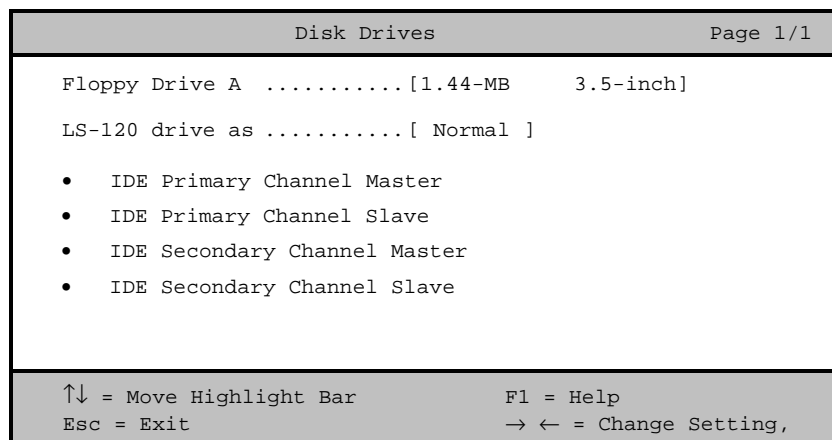 Disk Drives Page 1/1
Floppy Drive A ...........[1.44-MB 3.5-inch]
LS-120 drive as ...........[ Normal ]
• IDE Primary Channel Master
• IDE Primary Channel Slave
• IDE Secondary Channel Master
• IDE Secondary Channel Slave
↑↓ = Move Highlight Bar F1 = Help
Esc = Exit → ← = Change Setting,